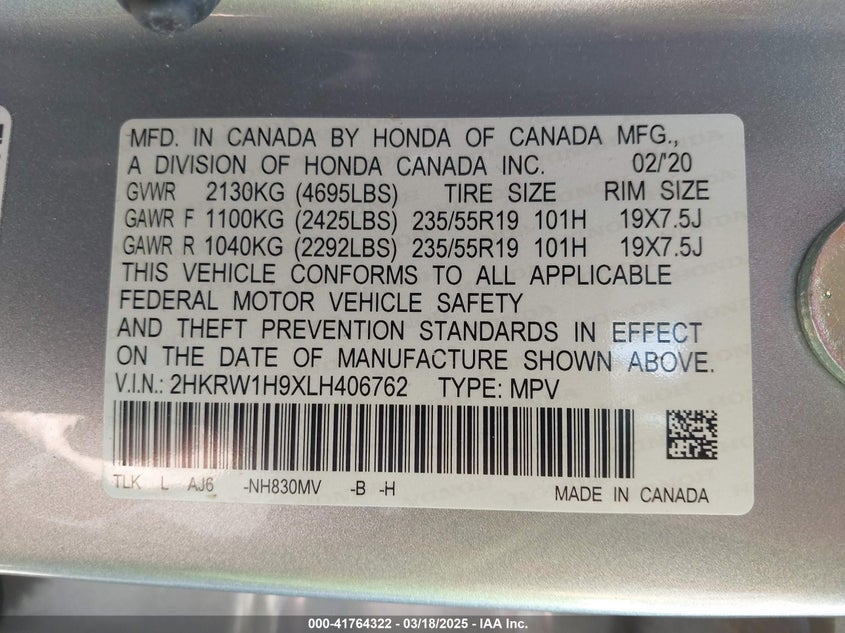 MFD. IN CANADA BY HONDA OF CANADA MFG.,
A DIVISION OF HONDA CANADA INC. 02/'20
GVWR 2130KG (4695LBS) TIRE SIZE RIM SIZE
GAWR F 1100KG (2425LBS) 235/55R19 101H 19X7.5J
GAWR R 1040KG (2292LBS) 235/55R19 101H 19X7.5J
THIS VEHICLE CONFORMS TO ALL APPLICABLE
FEDERAL MOTOR VEHICLE SAFETY
AND THEFT PREVENTION STANDARDS IN EFFECT
ON THE DATE OF MANUFACTURE SHOWN ABOVE.
V.I.N.: 2HKRW1H9XLH406762 TYPE: MPV
TLK L AJ6 -NH830MV -B -H MADE IN CANADA
000-41764322 — 03/18/2025 — IAA Inc.